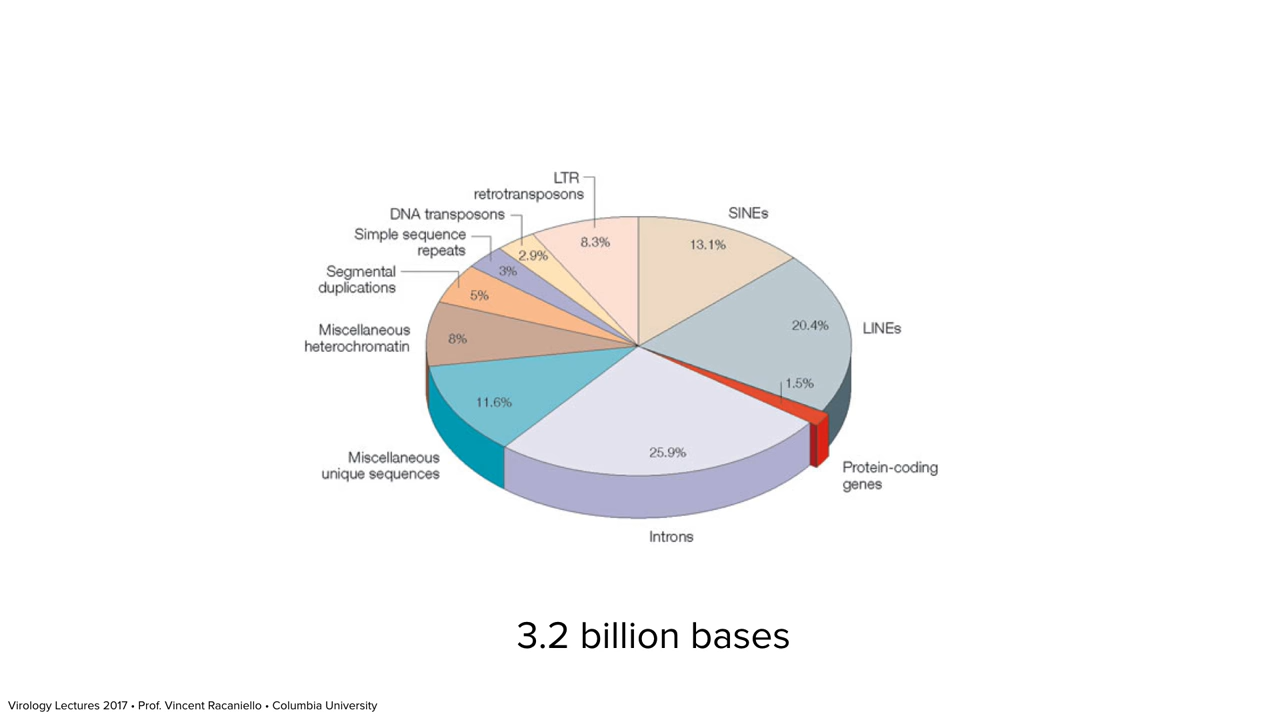 LTR
retrotransposons
DNA transposons
Simple sequence
repeats
Segmental
duplications
Miscellaneous
heterochromatin
Miscellaneous
unique sequences
SINEs
LINEs
Protein-coding
genes
Introns
8.3%
13.1%
2.9%
3%
5%
20.4%
8%
1.5%
11.6%
25.9%
3.2 billion bases
Virology Lectures 2017 • Prof. Vincent Racaniello • Columbia University